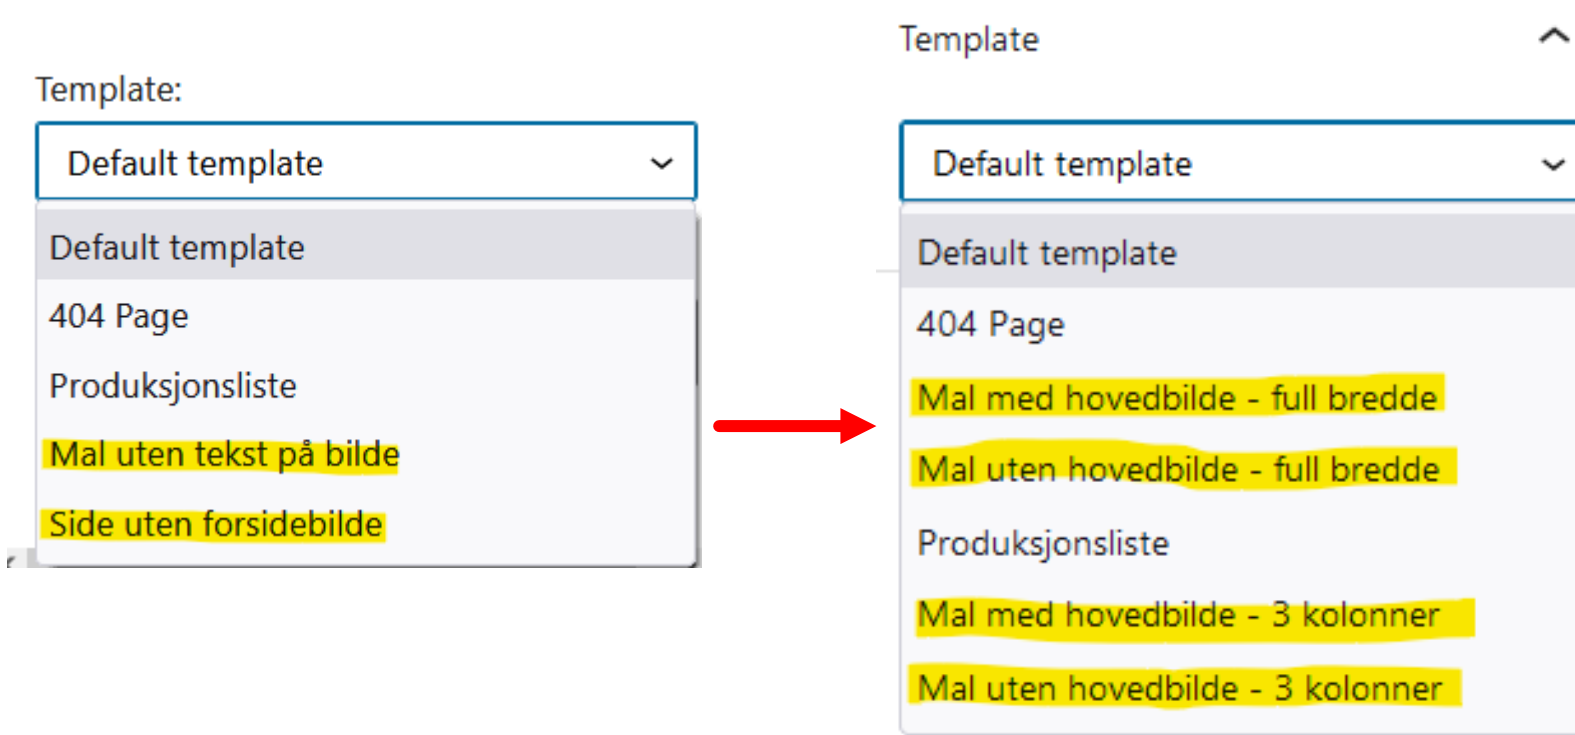 Template:
Default template
Default template
404 Page
Produksjonsliste
Mal uten tekst på bilde
Side uten forsidebilde
Template
Default template
Default template
404 Page
Mal med hovedbilde - full bredde
Mal uten hovedbilde - full bredde
Produksjonsliste
Mal med hovedbilde - 3 kolonner
Mal uten hovedbilde - 3 kolonner